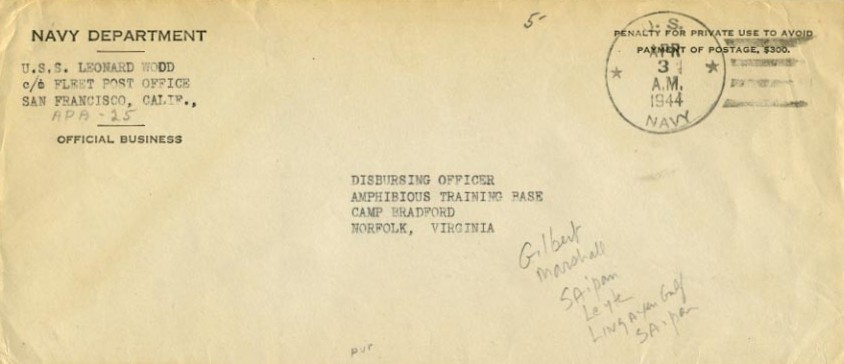 5-
NAVY DEPARTMENT
U.S.S. LEONARD WOOD
c/o FLEET POST OFFICE
SAN FRANCISCO, CALIF.,
APA-25
OFFICIAL BUSINESS
PENALTY FOR PRIVATE USE TO AVOID
PAYMENT OF POSTAGE, $300.
U. S.
APR
3
A.M.
1944
NAVY
DISBURSING OFFICER
AMPHIBIOUS TRAINING BASE
CAMP BRADFORD
NORFOLK, VIRGINIA
Gilbert
Marshall
SAipan
Leyte
Lingayen Gulf
SAipan
pur